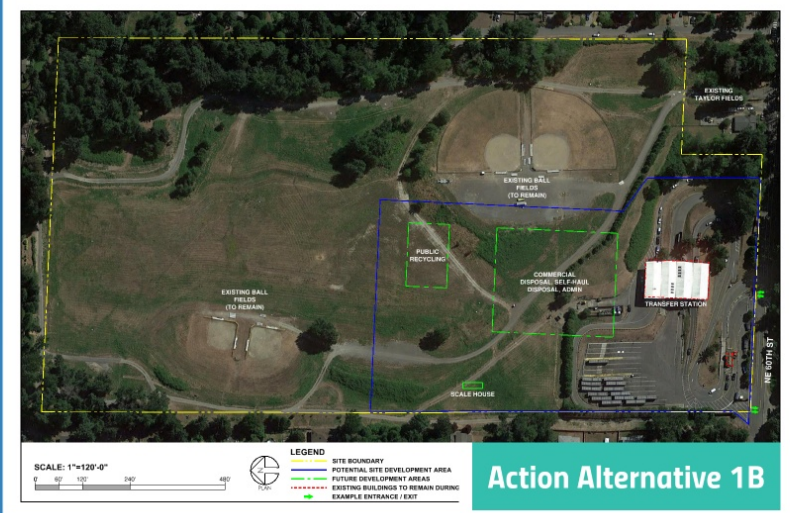 EXISTING
TAYLOR FIELDS
EXISTING BALL
FIELDS
(TO REMAIN)
PUBLIC
RECYCLING
COMMERCIAL
DISPOSAL, SELF-HAUL
DISPOSAL, ADMIN
TRANSFER STATION
EXISTING BALL
FIELDS
(TO REMAIN)
NE 60TH ST
SCALE HOUSE
SCALE: 1"=120'-0"
0' 60' 120' 240' 480'
PLAN
LEGEND
SITE BOUNDARY
POTENTIAL SITE DEVELOPMENT AREA
FUTURE DEVELOPMENT AREAS
EXISTING BUILDINGS TO REMAIN DURING
EXAMPLE ENTRANCE / EXIT
Action Alternative 1B